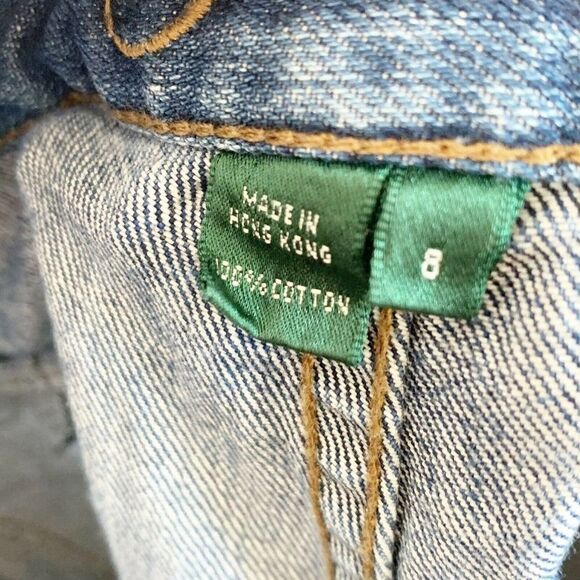 MADE IN
HONG KONG
100% COTTON
8